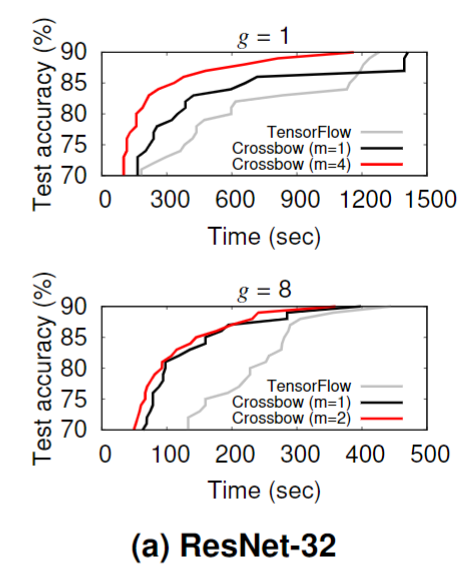 g = 1
Test accuracy (%)
90
85
80
75
70
TensorFlow
Crossbow (m=1)
Crossbow (m=4)
0 300 600 900 1200 1500
Time (sec)
g = 8
Test accuracy (%)
90
85
80
75
70
TensorFlow
Crossbow (m=1)
Crossbow (m=2)
0 100 200 300 400 500
Time (sec)
(a) ResNet-32